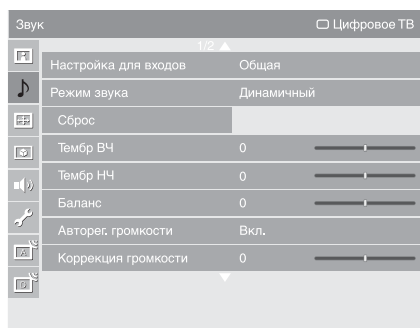 Звук Цифровое ТВ
1/2
Настройка для входов Общая
Режим звука Динамичный
Сброс
Тембр ВЧ 0
Тембр НЧ 0
Баланс 0
Авторег. громкости Вкл.
Коррекция громкости 0
A